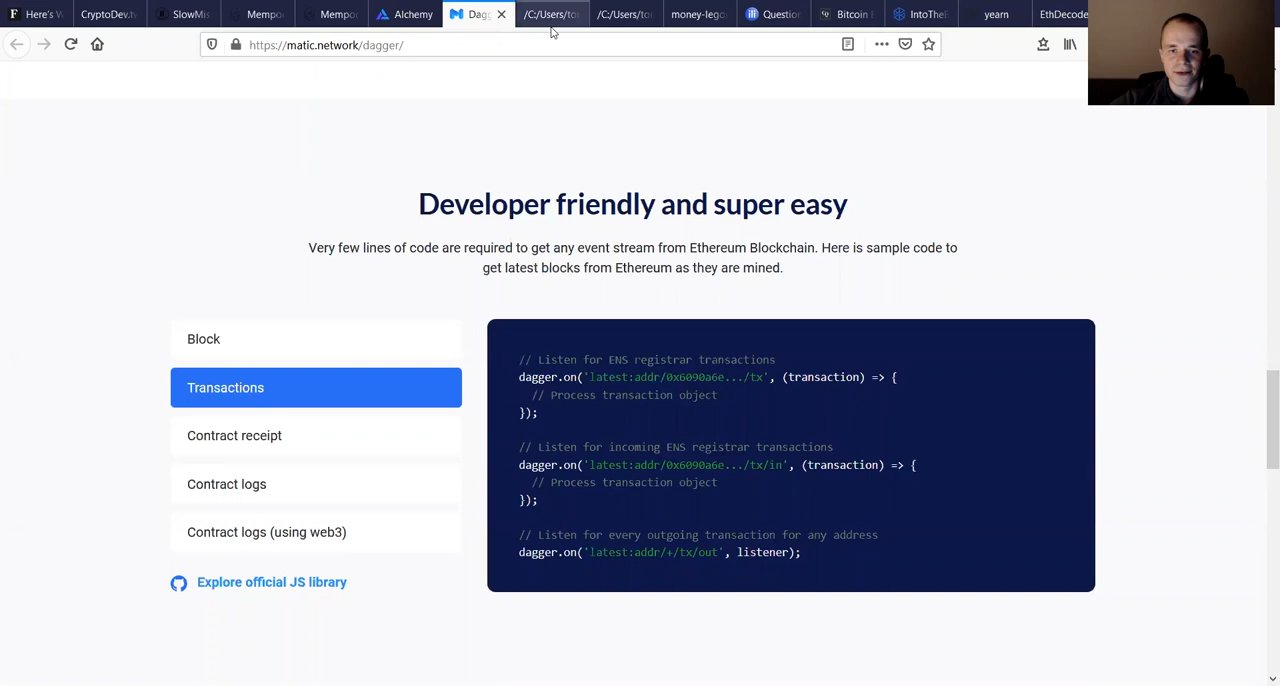 Here's W
CryptoDev.tv
SlowMis
Mempo
Mempo
Alchemy
Dagg
/C:/Users/to
/C:/Users/to
money-lego
Question
Bitcoin
IntoTheB
yearn
EthDecode
https://matic.network/dagger/
Developer friendly and super easy
Very few lines of code are required to get any event stream from Ethereum Blockchain. Here is sample code to
get latest blocks from Ethereum as they are mined.
Block
Transactions
Contract receipt
Contract logs
Contract logs (using web3)
Explore official JS library
// Listen for ENS registrar transactions
dagger.on('latest:addr/0x6090a6e.../tx', (transaction) => {
// Process transaction object
});
// Listen for incoming ENS registrar transactions
dagger.on('latest:addr/0x6090a6e.../tx/in', (transaction) => {
// Process transaction object
});
// Listen for every outgoing transaction for any address
dagger.on('latest:addr/+/tx/out', listener);